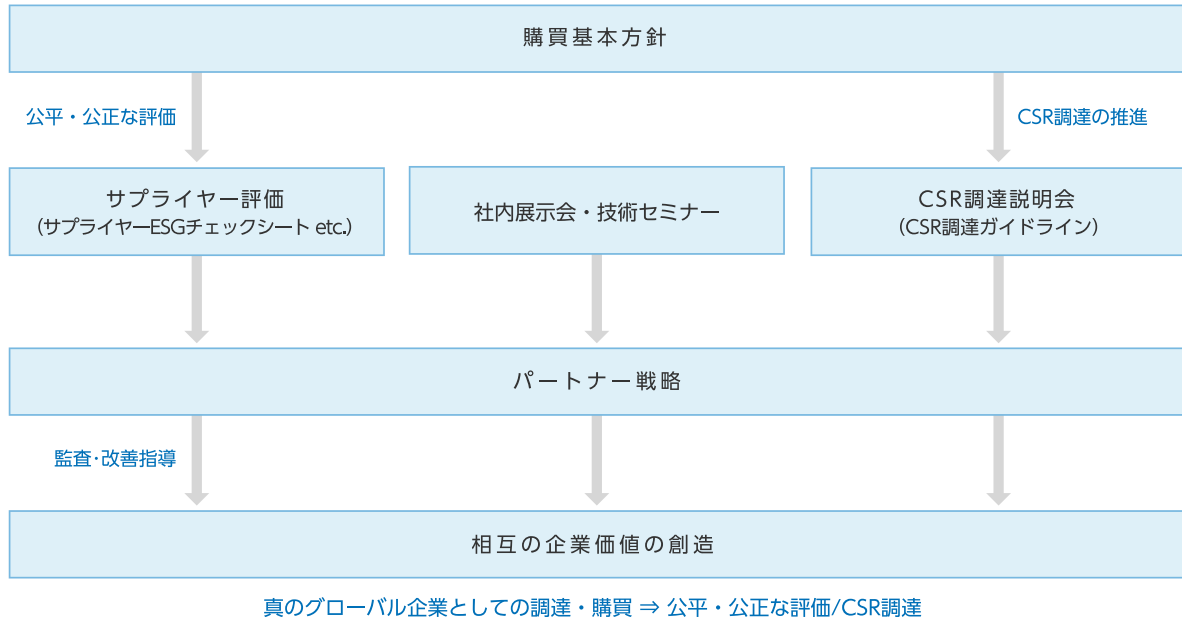 購買基本方針
公平・公正な評価
CSR調達の推進
サプライヤー評価
（サプライヤーESGチェックシート etc.）
社内展示会・技術セミナー
CSR調達説明会
（CSR調達ガイドライン）
パートナー戦略
監査･改善指導
相互の企業価値の創造
真のグローバル企業としての調達・購買 ⇒ 公平・公正な評価/CSR調達